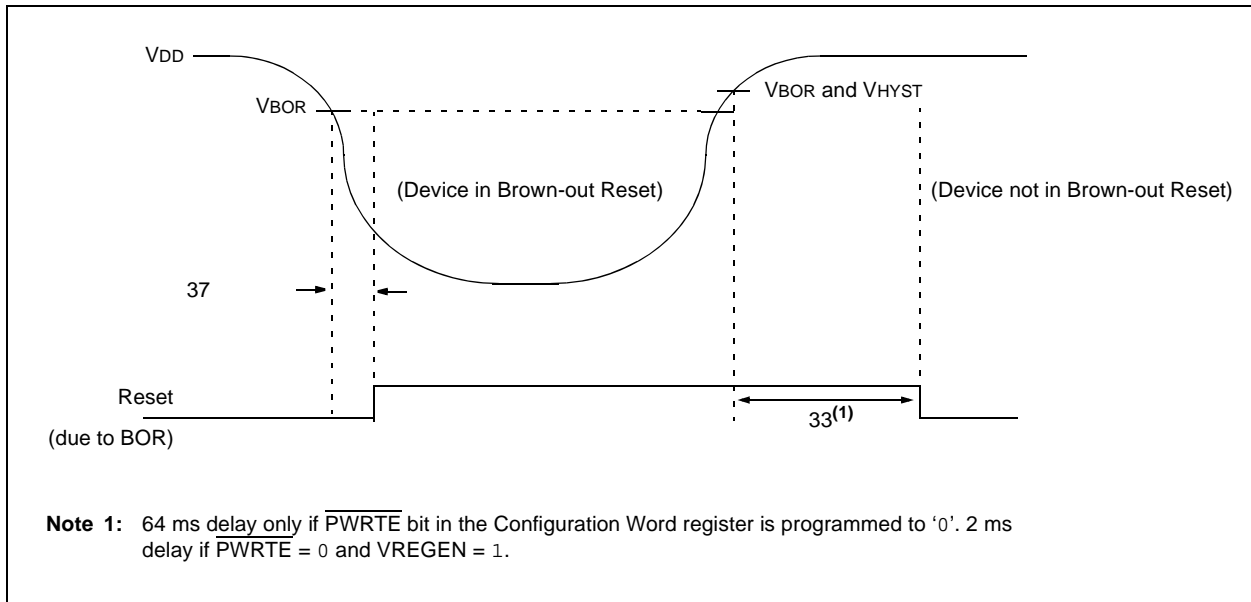 VDD
VBOR and VHYST
VBOR
(Device in Brown-out Reset)
(Device not in Brown-out Reset)
37
Reset
33(1)
(due to BOR)
Note 1: 64 ms delay only if PWRTE bit in the Configuration Word register is programmed to ‘0’. 2 ms
delay if PWRTE = 0 and VREGEN = 1.